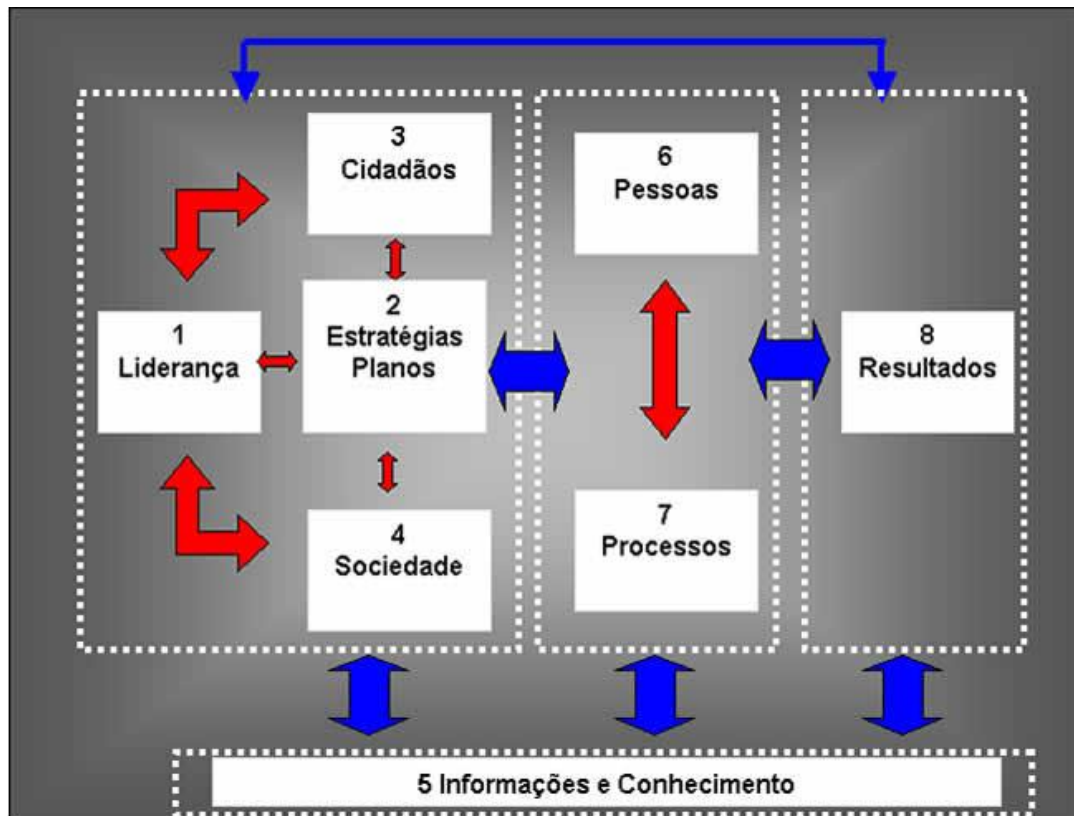 3
Cidadãos
6
Pessoas
1
Liderança
2
Estratégias
Planos
8
Resultados
4
Sociedade
7
Processos
5 Informações e Conhecimento